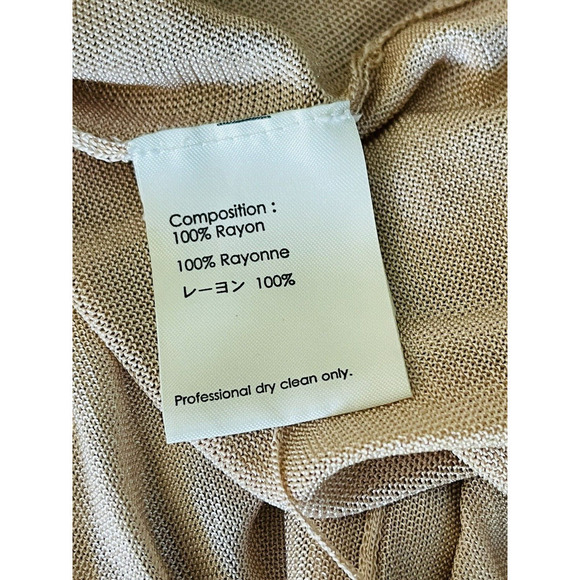 Composition :
100% Rayon
100% Rayonne
レーヨン 100%
Professional dry clean only.